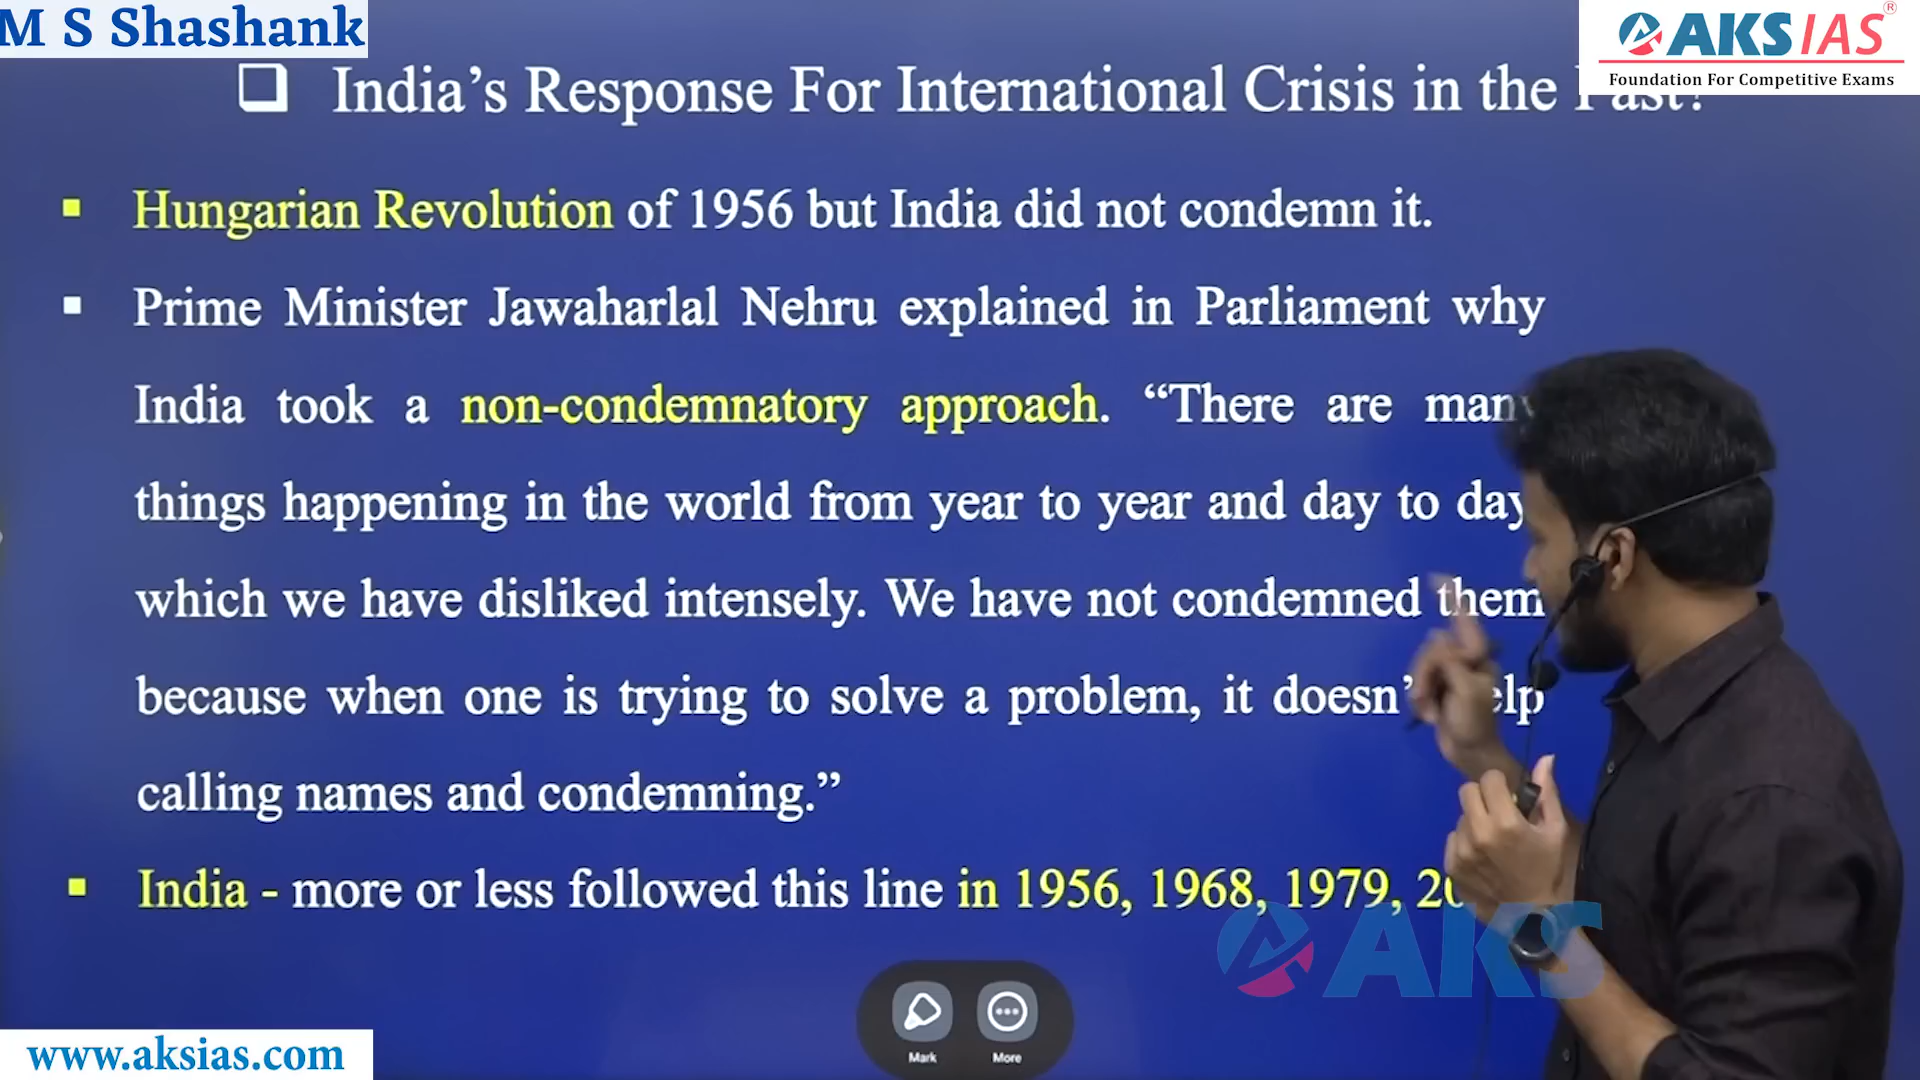 M S Shashank
AKS IAS®
Foundation For Competitive Exams
India's Response For International Crisis in the Past?
Hungarian Revolution of 1956 but India did not condemn it.
Prime Minister Jawaharlal Nehru explained in Parliament why
India took a non-condemnatory approach. “There are many
things happening in the world from year to year and day to day,
which we have disliked intensely. We have not condemned them
because when one is trying to solve a problem, it
calling names and condemning.”
India - more or less followed this line in 1956, 1968, 1979,
AKS
Mark More
www.aksias.com